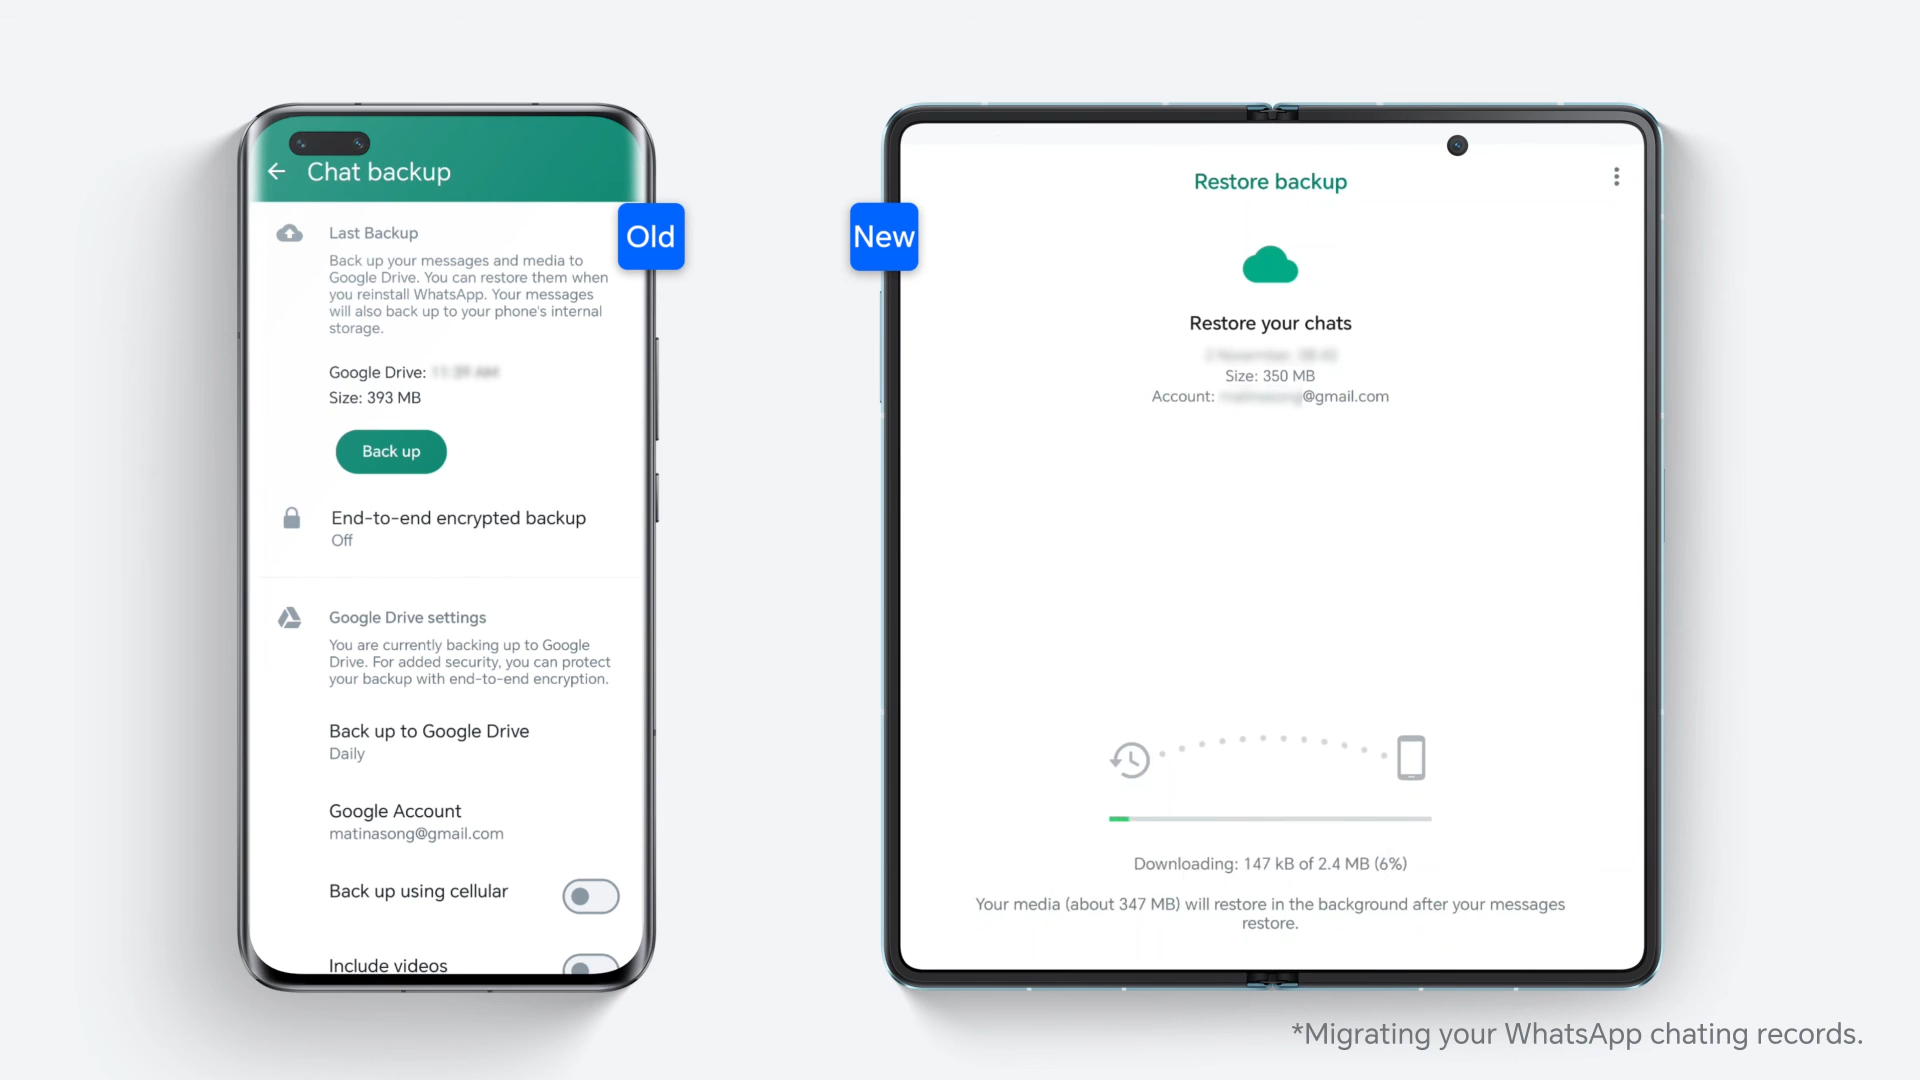 Chat backup
Last Backup
Back up your messages and media to
Google Drive. You can restore them when
you reinstall WhatsApp. Your messages
will also back up to your phone's internal
storage.
Google Drive:
Size: 393 MB
Back up
End-to-end encrypted backup
Off
Google Drive settings
You are currently backing up to Google
Drive. For added security, you can protect
your backup with end-to-end encryption.
Back up to Google Drive
Daily
Google Account
matinasong@gmail.com
Back up using cellular
Include videos
Old
New
Restore backup
Restore your chats
Size: 350 MB
Account: @gmail.com
Downloading: 147 kB of 2.4 MB (6%)
Your media (about 347 MB) will restore in the background after your messages
restore.
*Migrating your WhatsApp chating records.